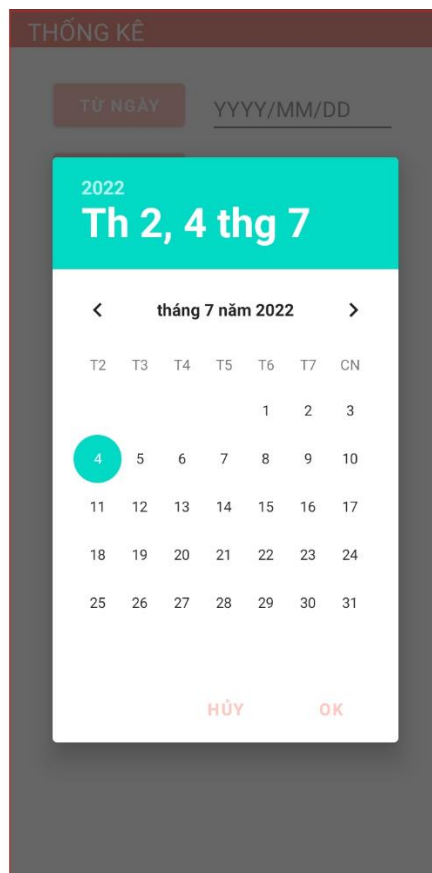 THỐNG KÊ
TỪ NGÀY YYYY/MM/DD
2022
Th 2, 4 thg 7
tháng 7 năm 2022
T2 T3 T4 T5 T6 T7 CN
1 2 3
4 5 6 7 8 9 10
11 12 13 14 15 16 17
18 19 20 21 22 23 24
25 26 27 28 29 30 31
HỦY OK